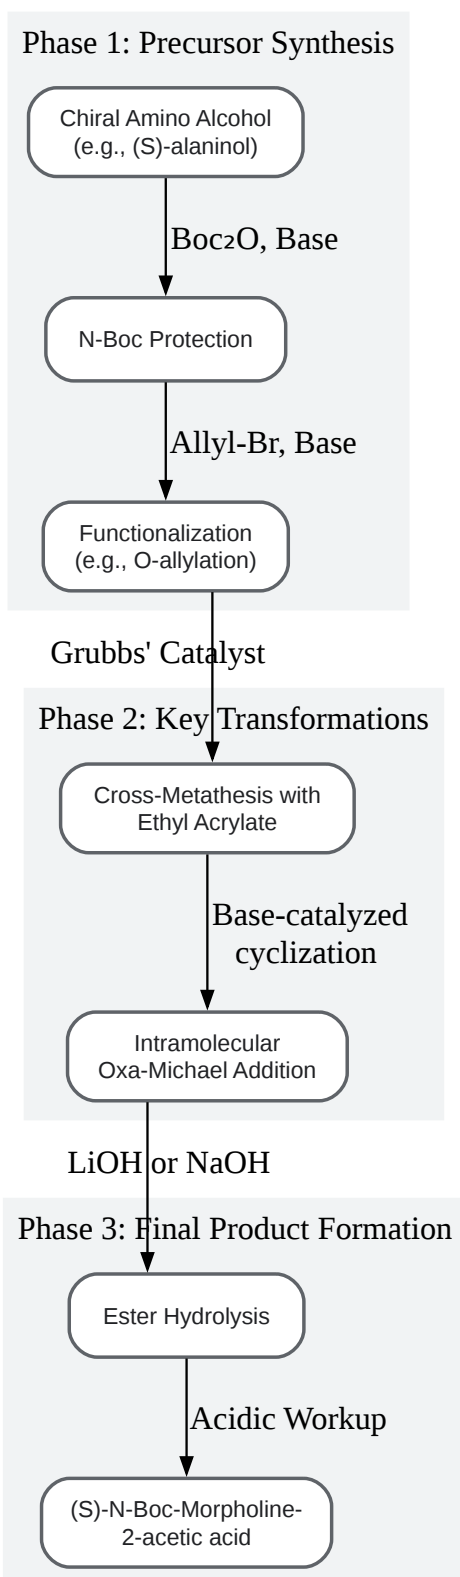 Phase 1: Precursor Synthesis
Chiral Amino Alcohol
(e.g., (S)-alaninol)
Boc₂O, Base
N-Boc Protection
Allyl-Br, Base
Functionalization
(e.g., O-allylation)
Grubbs' Catalyst
Phase 2: Key Transformations
Cross-Metathesis with
Ethyl Acrylate
Base-catalyzed
cyclization
Intramolecular
Oxa-Michael Addition
LiOH or NaOH
Phase 3: Final Product Formation
Ester Hydrolysis
Acidic Workup
(S)-N-Boc-Morpholine-
2-acetic acid